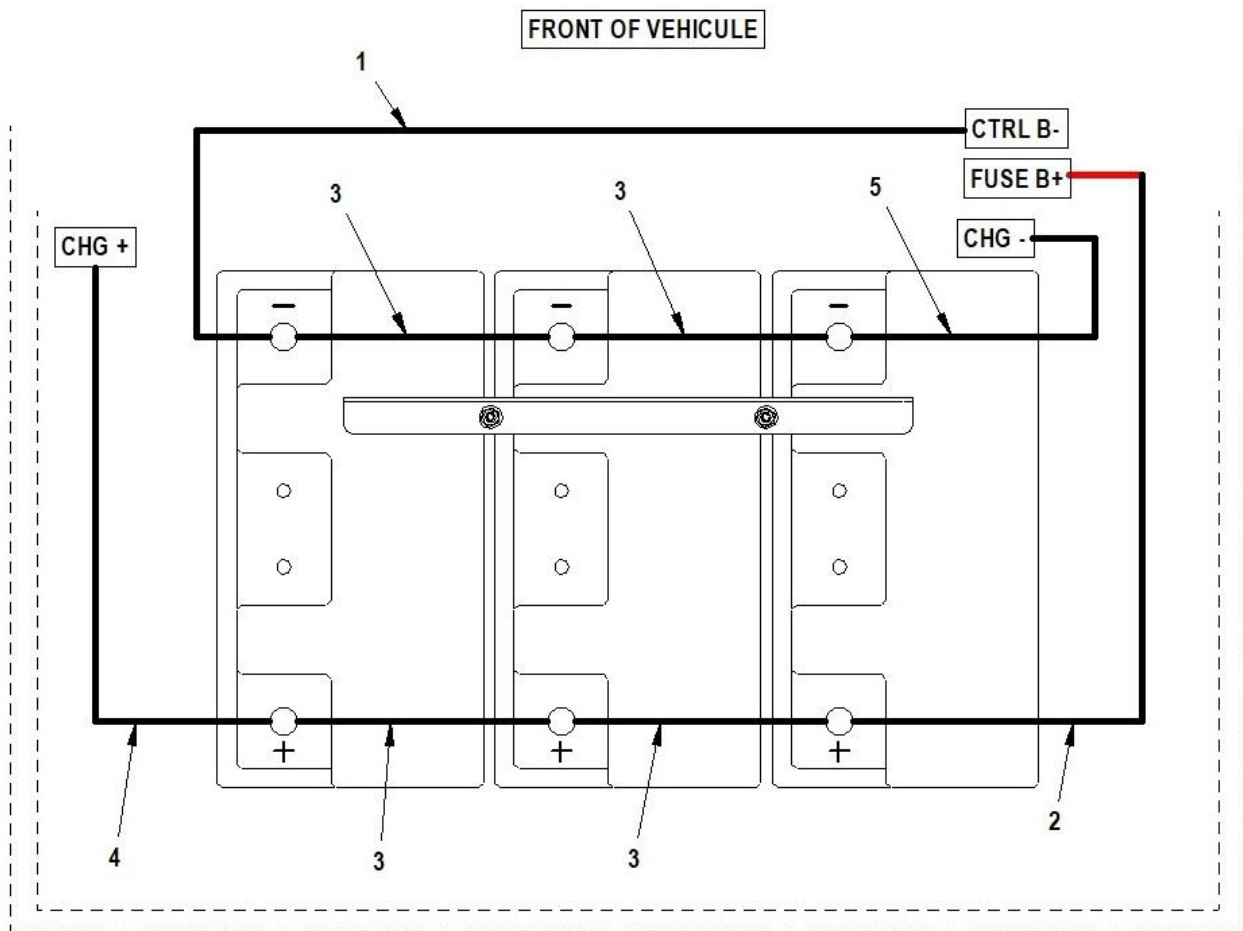 FRONT OF VEHICULE
1
CTRL B-
FUSE B+
3
3
5
CHG +
CHG -
−
−
−
+
+
+
4
3
3
2